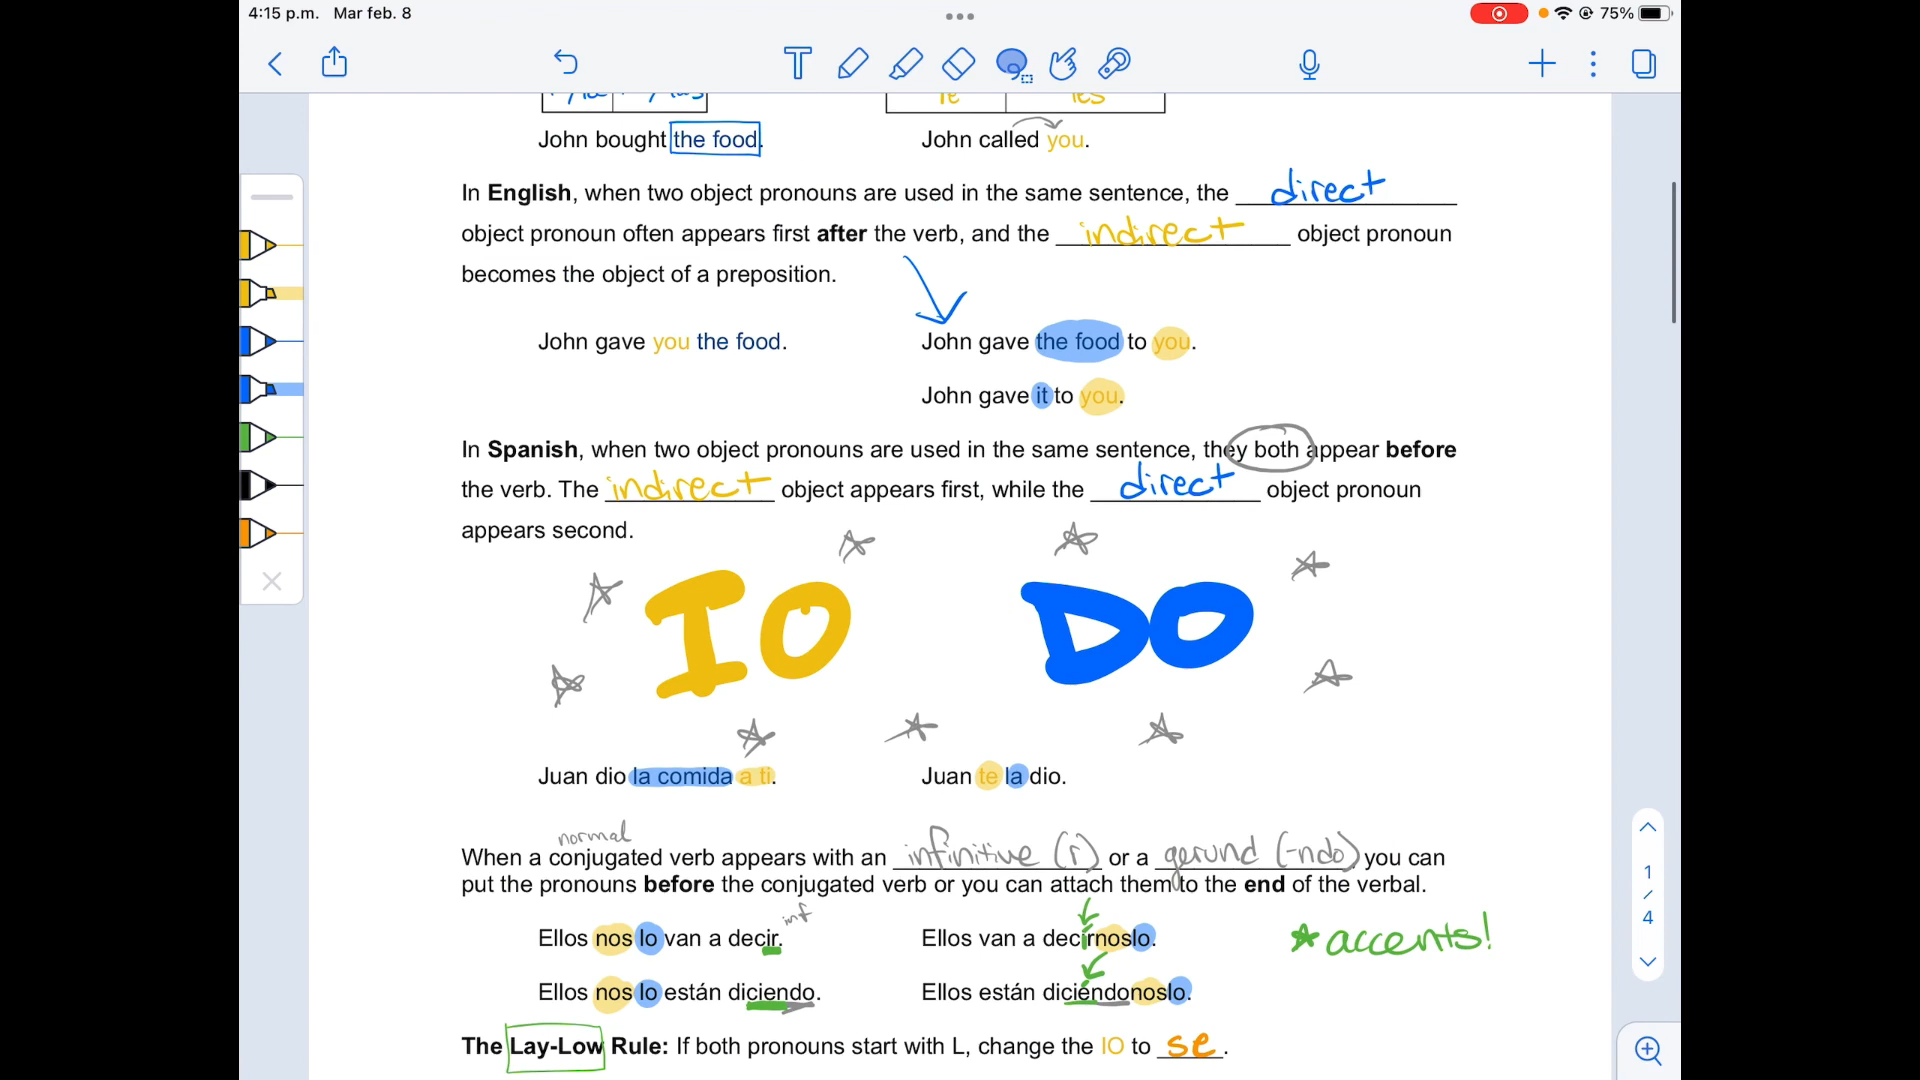 4:15 p.m. Mar feb. 8 75%
le les
John bought the food. John called you.
In English, when two object pronouns are used in the same sentence, the direct
object pronoun often appears first after the verb, and the indirect object pronoun
becomes the object of a preposition.
John gave you the food. John gave the food to you.
John gave it to you.
In Spanish, when two object pronouns are used in the same sentence, they both appear before
the verb. The indirect object appears first, while the direct object pronoun
appears second.
IO DO
Juan dio la comida a ti. Juan te la dio.
normal
When a conjugated verb appears with an infinitive (r) or a gerund (-ndo) you can
put the pronouns before the conjugated verb or you can attach them to the end of the verbal.
inf
Ellos nos lo van a decir. Ellos van a decírnoslo. * accents!
Ellos nos lo están diciendo. Ellos están diciéndonoslo.
The Lay-Low Rule: If both pronouns start with L, change the IO to se.
1
/
4